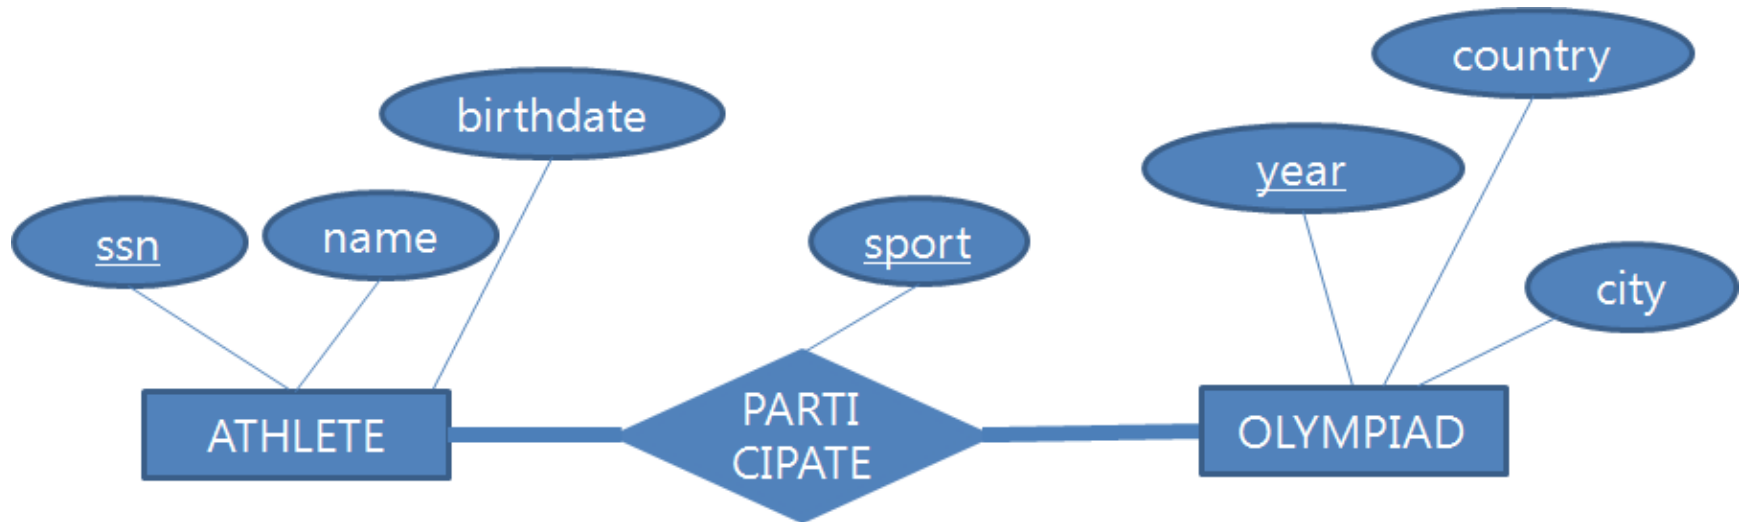 country
birthdate
year
ssn
name
sport
city
ATHLETE
PARTI
CIPATE
OLYMPIAD